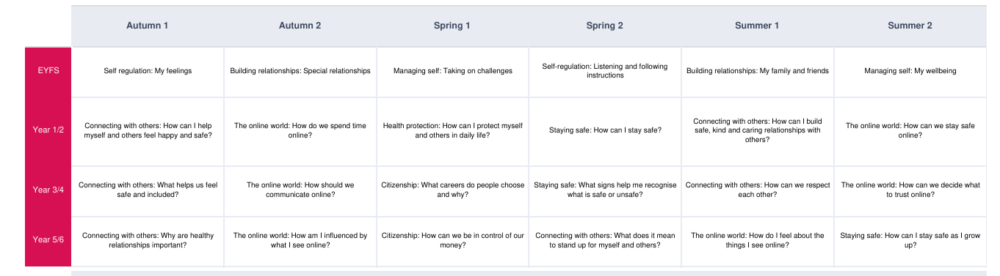 Autumn 1
Autumn 2
Spring 1
Spring 2
Summer 1
Summer 2
EYFS
Self regulation: My feelings
Building relationships: Special relationships
Managing self: Taking on challenges
Self-regulation: Listening and following
instructions
Building relationships: My family and friends
Managing self: My wellbeing
Year 1/2
Connecting with others: How can I help
myself and others feel happy and safe?
The online world: How do we spend time
online?
Health protection: How can I protect myself
and others in daily life?
Staying safe: How can I stay safe?
Connecting with others: How can I build
safe, kind and caring relationships with
others?
The online world: How can we stay safe
online?
Year 3/4
Connecting with others: What helps us feel
safe and included?
The online world: How should we
communicate online?
Citizenship: What careers do people choose
and why?
Staying safe: What signs help me recognise
what is safe or unsafe?
Connecting with others: How can we respect
each other?
The online world: How can we decide what
to trust online?
Year 5/6
Connecting with others: Why are healthy
relationships important?
The online world: How am I influenced by
what I see online?
Citizenship: How can we be in control of our
money?
Connecting with others: What does it mean
to stand up for myself and others?
The online world: How do I feel about the
things I see online?
Staying safe: How can I stay safe as I grow
up?